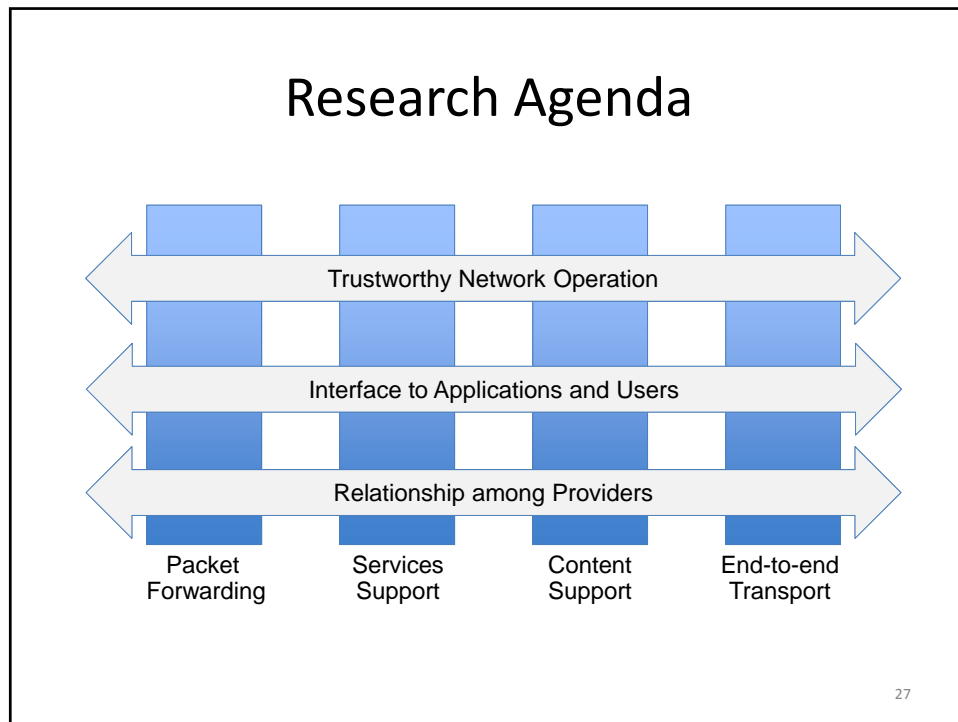 Research Agenda
Trustworthy Network Operation
Interface to Applications and Users
Relationship among Providers
Packet
Forwarding
Services
Support
Content
Support
End-to-end
Transport
27